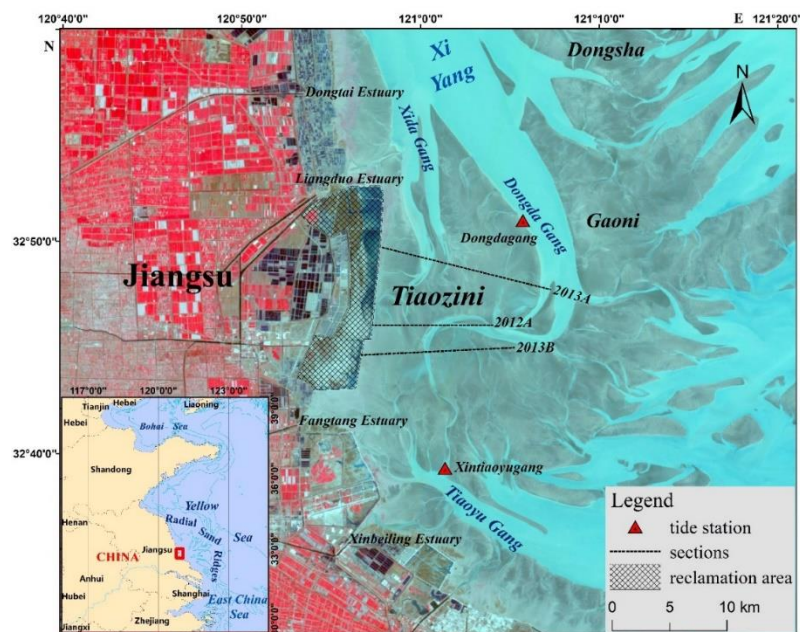 120°40'0"
120°50'0"
121°0'0"
121°10'0"
E
121°20'0"
N
Xi
Yang
Dongsha
Dongtai Estuary
Xida Gang
N
Liangduo Estuary
Dongda Gang
Gaoni
32°50'0"
Dongdagang
Jiangsu
Tiaozini
2013A
2012A
2013B
117°0'0"
120°0'0"
123°0'0"
Hebei
Liaoning
Tianjin
Bohai Sea
Hebei
39°0'0"
Fangtang Estuary
32°40'0"
Shandong
Xintiaoyugang
36°0'0"
Tiaoyu Gang
Yellow
Henan
Radial Sand Ridges
Sea
Xinbeiling Estuary
CHINA
Jiangsu
33°0'0"
Anhui
Shanghai
Hubei
East China
Sea
30°0'0"
Jiangxi
Zhejiang
Legend
tide station
sections
reclamation area
0 5 10 km